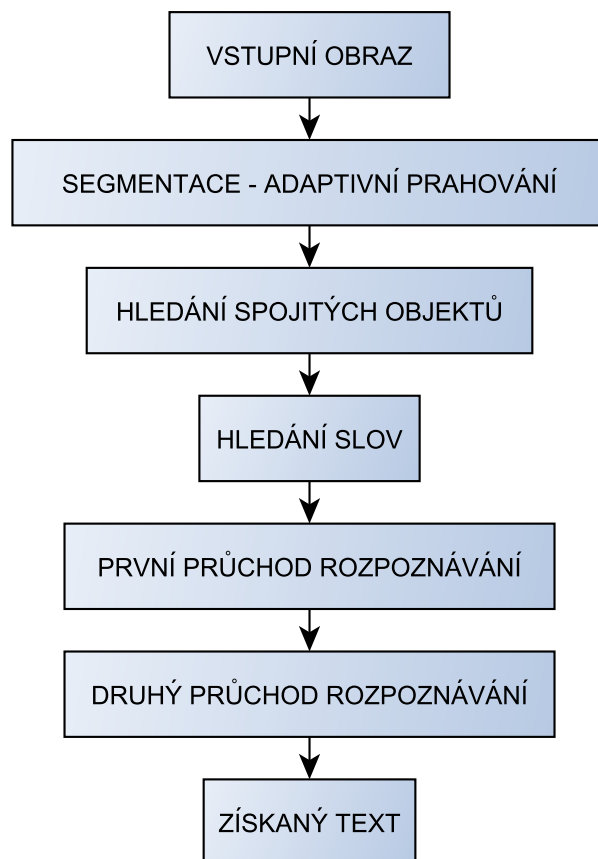 VSTUPNÍ OBRAZ
SEGMENTACE - ADAPTIVNÍ PRAHOVÁNÍ
HLEDÁNÍ SPOJITÝCH OBJEKTŮ
HLEDÁNÍ SLOV
PRVNÍ PRŮCHOD ROZPOZNÁVÁNÍ
DRUHÝ PRŮCHOD ROZPOZNÁVÁNÍ
ZÍSKANÝ TEXT